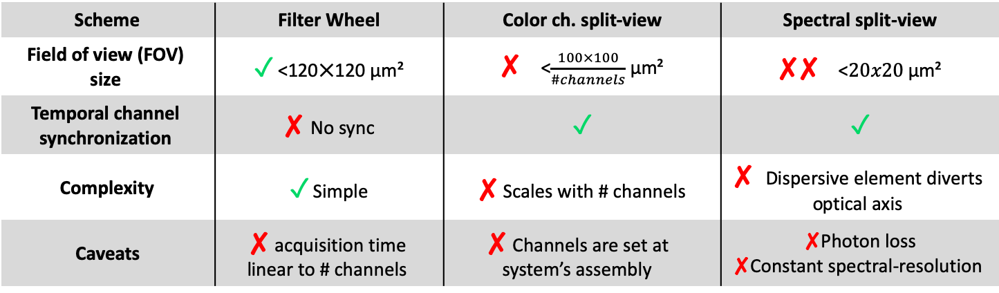 Scheme
Filter Wheel
Color ch. split-view
Spectral split-view
Field of view (FOV)
size
✓ <120×120 µm²
✗ <100×100/#channels µm²
✗✗ <20x20 µm²
Temporal channel
synchronization
✗ No sync
✓
✓
Complexity
✓ Simple
✗ Scales with # channels
✗ Dispersive element diverts
optical axis
Caveats
✗ acquisition time
linear to # channels
✗ Channels are set at
system’s assembly
✗Photon loss
✗Constant spectral-resolution